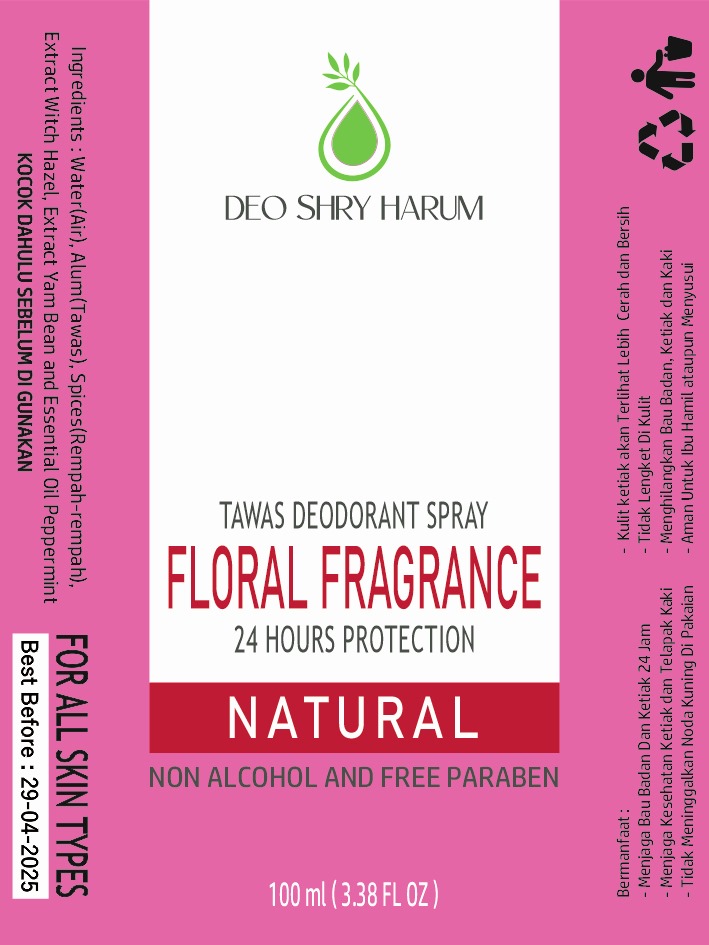 Ingredients : Water(Air), Alum(Tawas), Spices(Rempah-rempah),
Extract Witch Hazel, Extract Yam Bean and Essential Oil Peppermint
KOCOK DAHULU SEBELUM DI GUNAKAN
FOR ALL SKIN TYPES
Best Before : 29-04-2025
DEO SHRY HARUM
TAWAS DEODORANT SPRAY
FLORAL FRAGRANCE
24 HOURS PROTECTION
NATURAL
NON ALCOHOL AND FREE PARABEN
100 ml ( 3.38 FL OZ )
Bermanfaat :
- Menjaga Bau Badan Dan Ketiak 24 Jam
- Menjaga Kesehatan Ketiak dan Telapak Kaki
- Tidak Meninggalkan Noda Kuning Di Pakaian
- Kulit ketiak akan Terlihat Lebih Cerah dan Bersih
- Tidak Lengket Di Kulit
- Menghilangkan Bau Badan, Ketiak dan Kaki
- Aman Untuk Ibu Hamil ataupun Menyusui